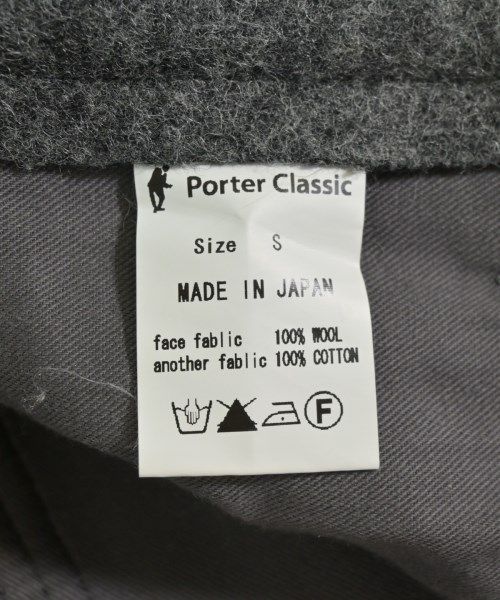 Porter Classic
Size S
MADE IN JAPAN
face fablic 100% WOOL
another fablic 100% COTTON
F